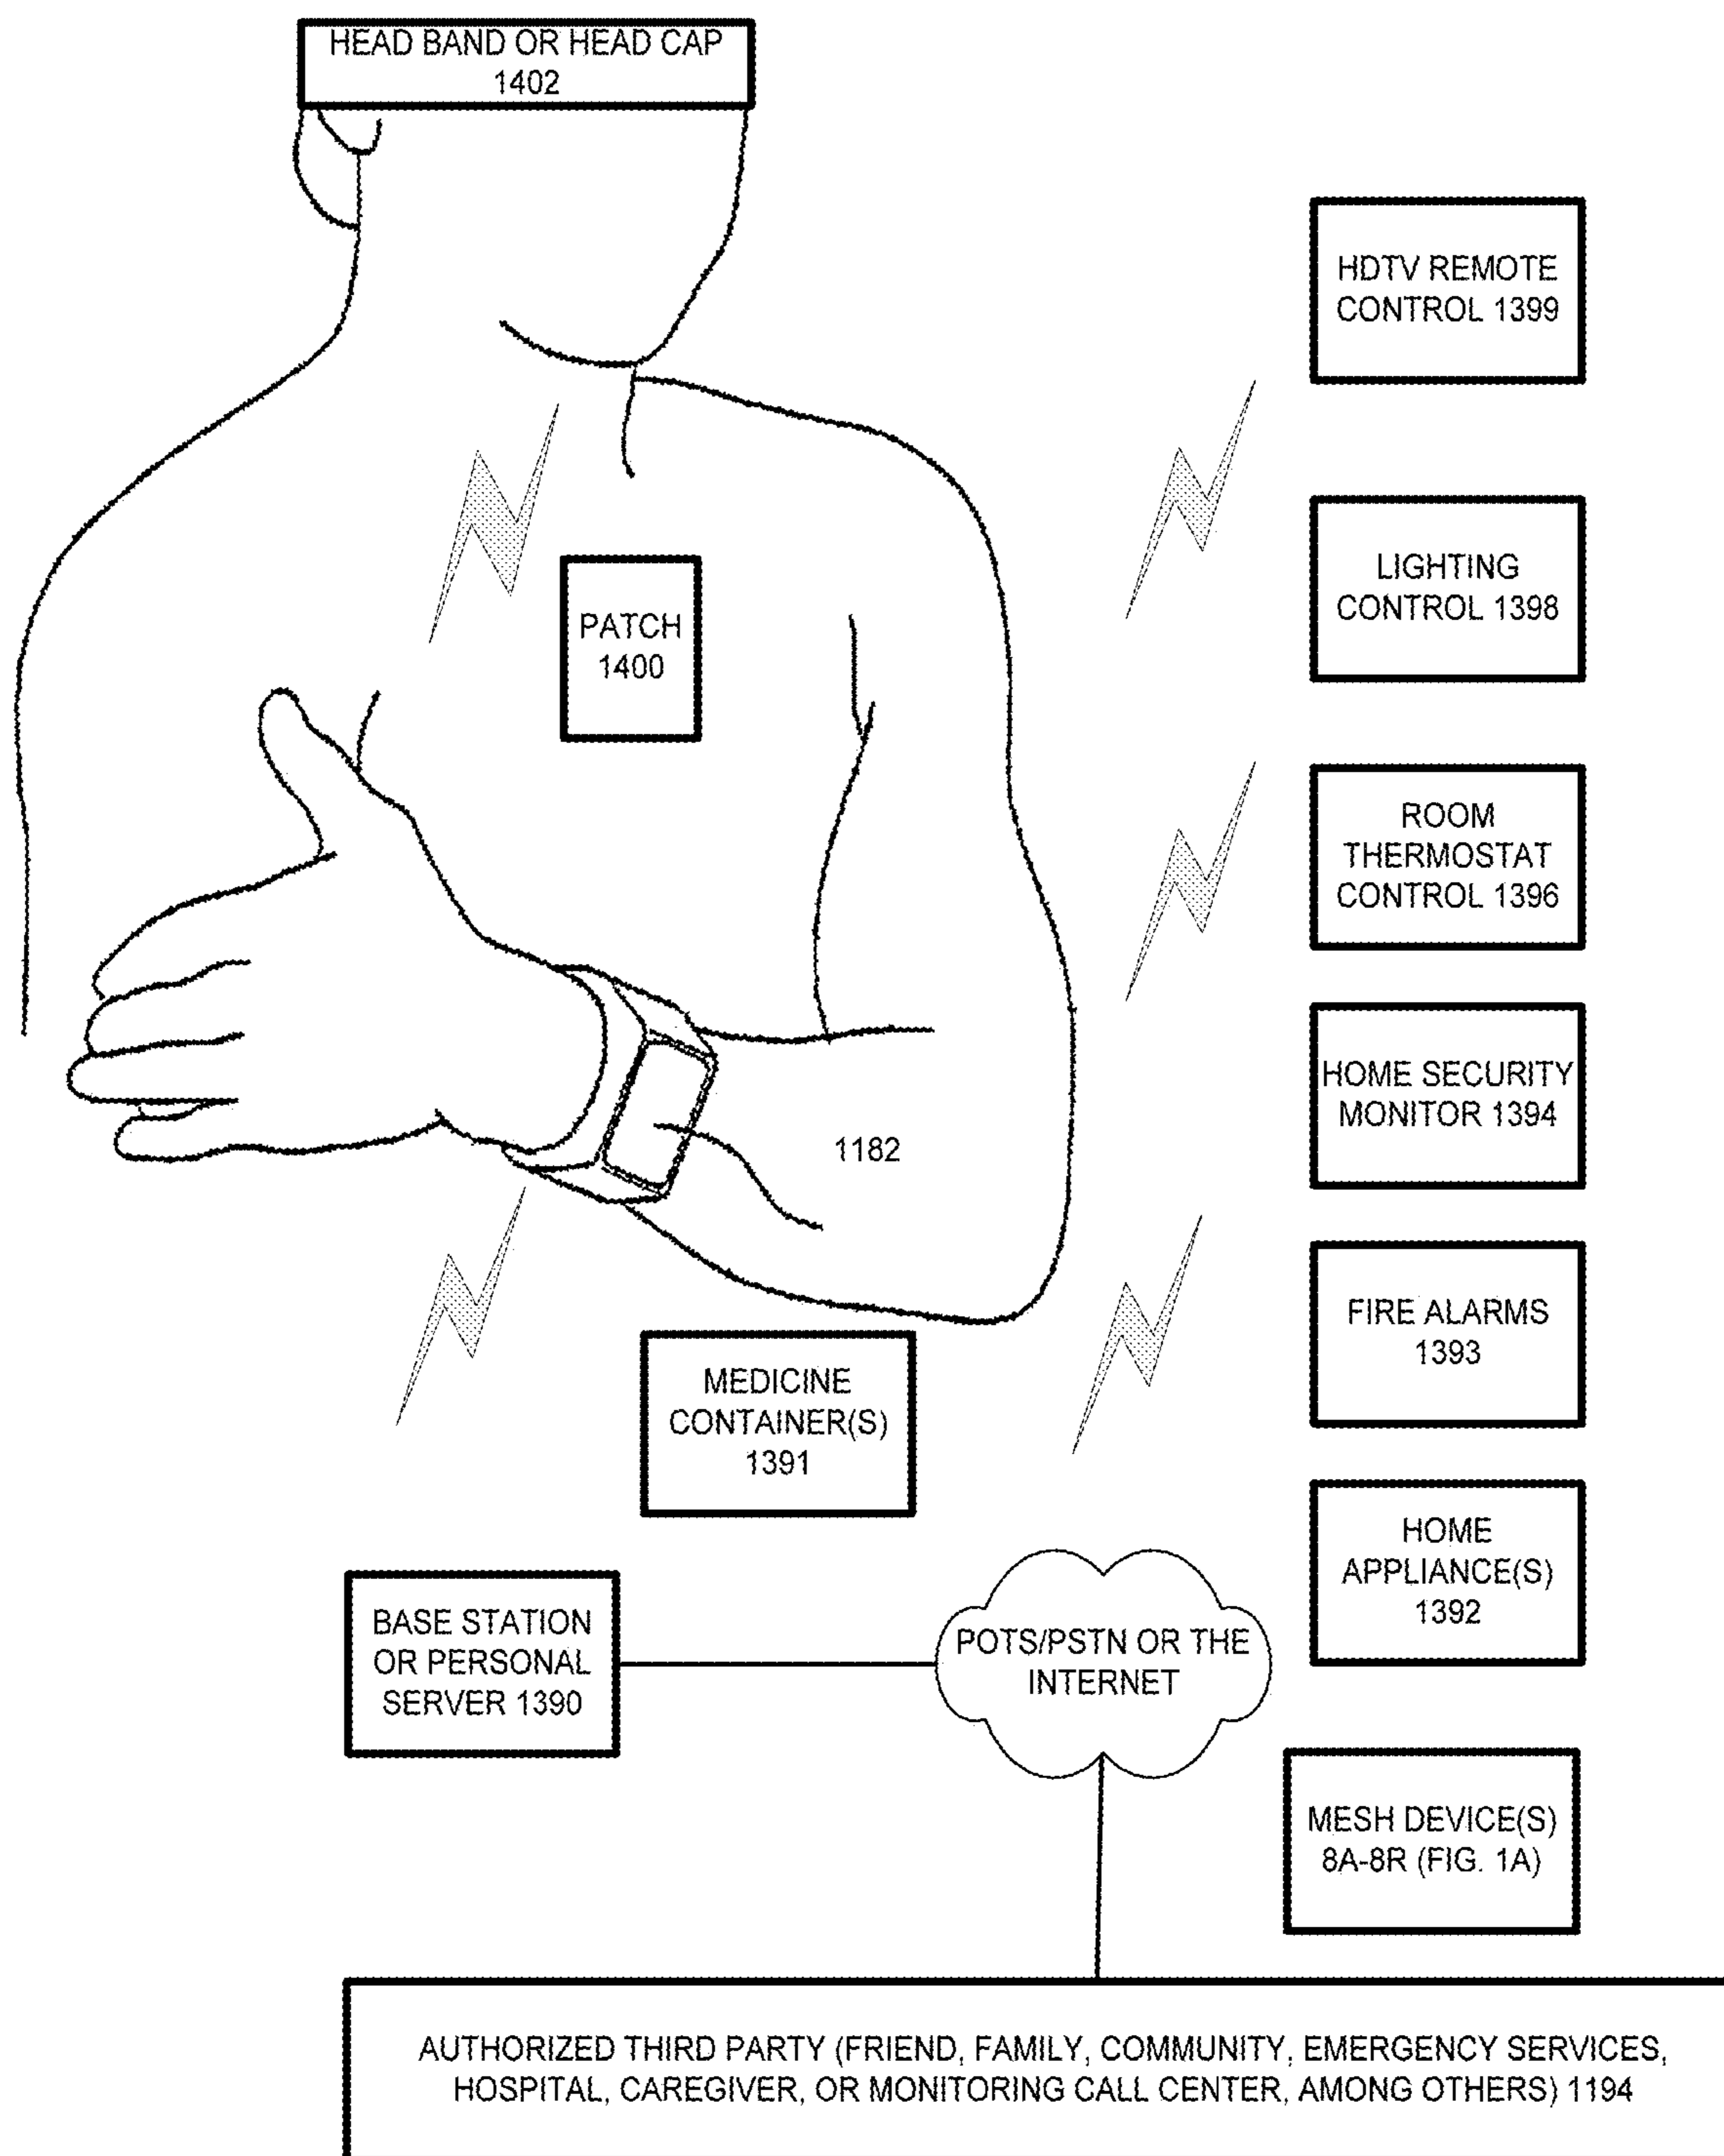 HEAD BAND OR HEAD CAP
1402
HDTV REMOTE
CONTROL 1399
LIGHTING
CONTROL 1398
PATCH
1400
ROOM
THERMOSTAT
CONTROL 1396
HOME SECURITY
MONITOR 1394
1182
FIRE ALARMS
1393
MEDICINE
CONTAINER(S)
1391
HOME
APPLIANCE(S)
1392
BASE STATION
OR PERSONAL
SERVER 1390
POTS/PSTN OR THE
INTERNET
MESH DEVICE(S)
8A-8R (FIG. 1A)
AUTHORIZED THIRD PARTY (FRIEND, FAMILY, COMMUNITY, EMERGENCY SERVICES,
HOSPITAL, CAREGIVER, OR MONITORING CALL CENTER, AMONG OTHERS) 1194